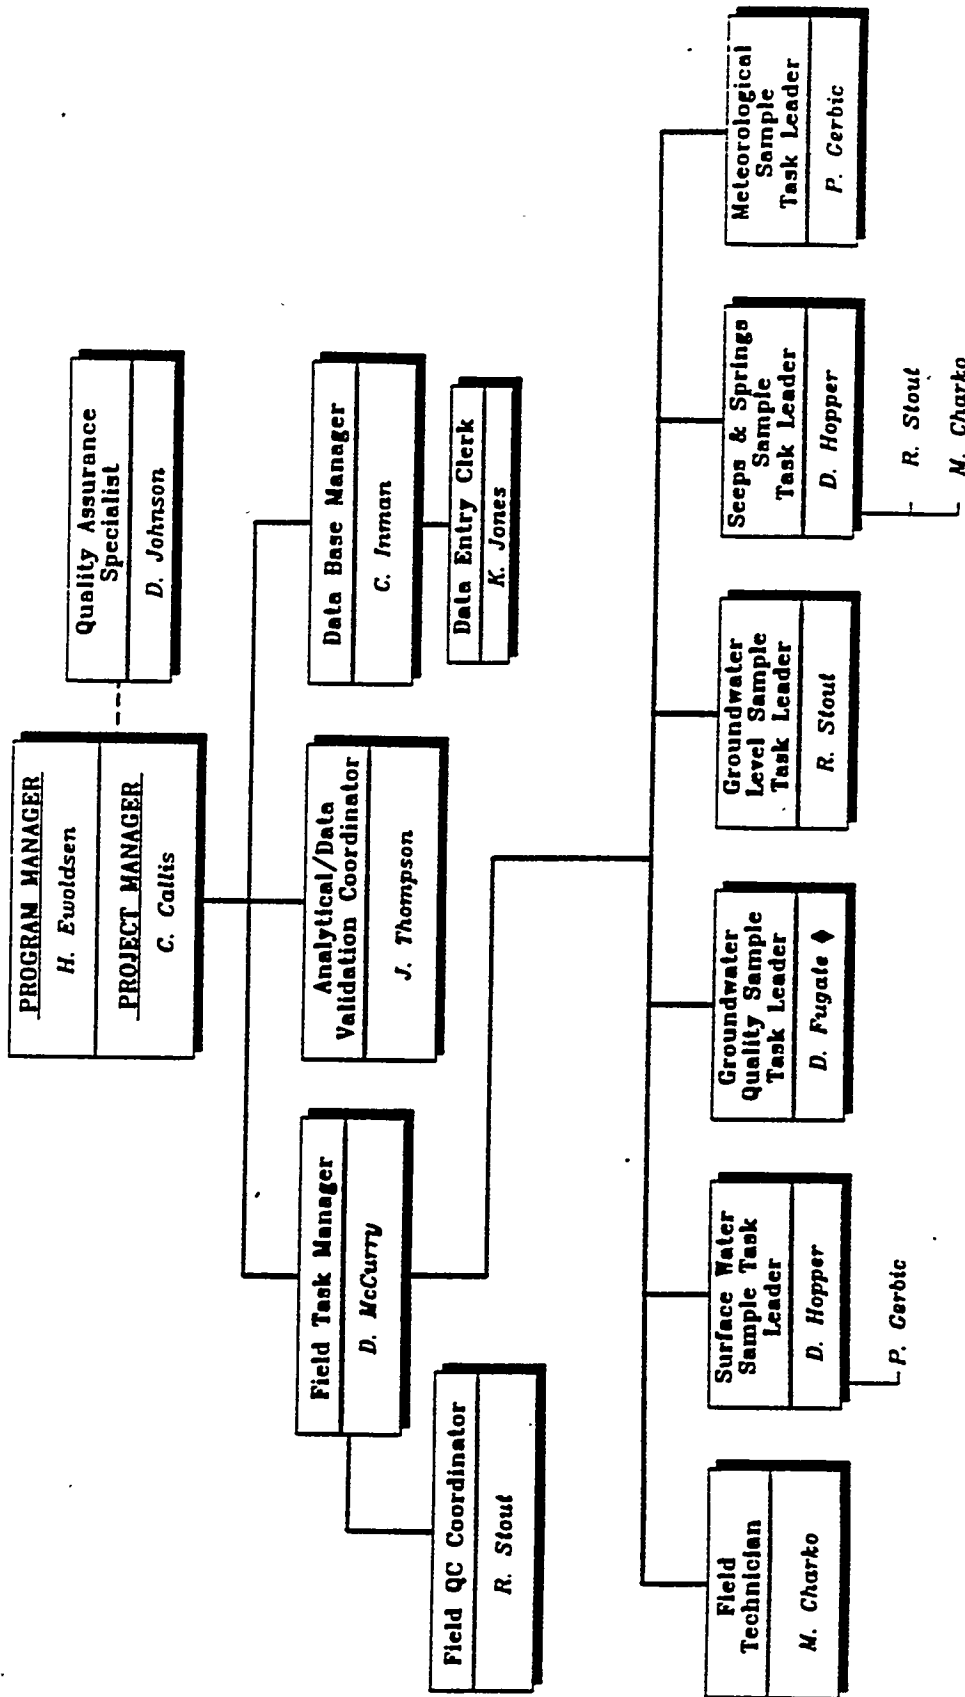 PROGRAM MANAGER
H. Ewoldsen
PROJECT MANAGER
C. Callis
Quality Assurance
Specialist
D. Johnson
Field Task Manager
D. McCurry
Analytical/Data
Validation Coordinator
J. Thompson
Data Base Manager
C. Inman
Field QC Coordinator
R. Stout
Data Entry Clerk
K. Jones
Field
Technician
M. Charko
Surface Water
Sample Task
Leader
D. Hopper
P. Gerbic
Groundwater
Quality Sample
Task Leader
D. Fugate ♦
Groundwater
Level Sample
Task Leader
R. Stout
Seeps & Springs
Sample
Task Leader
D. Hopper
R. Stout
M. Charko
Meteorological
Sample
Task Leader
P. Gerbic